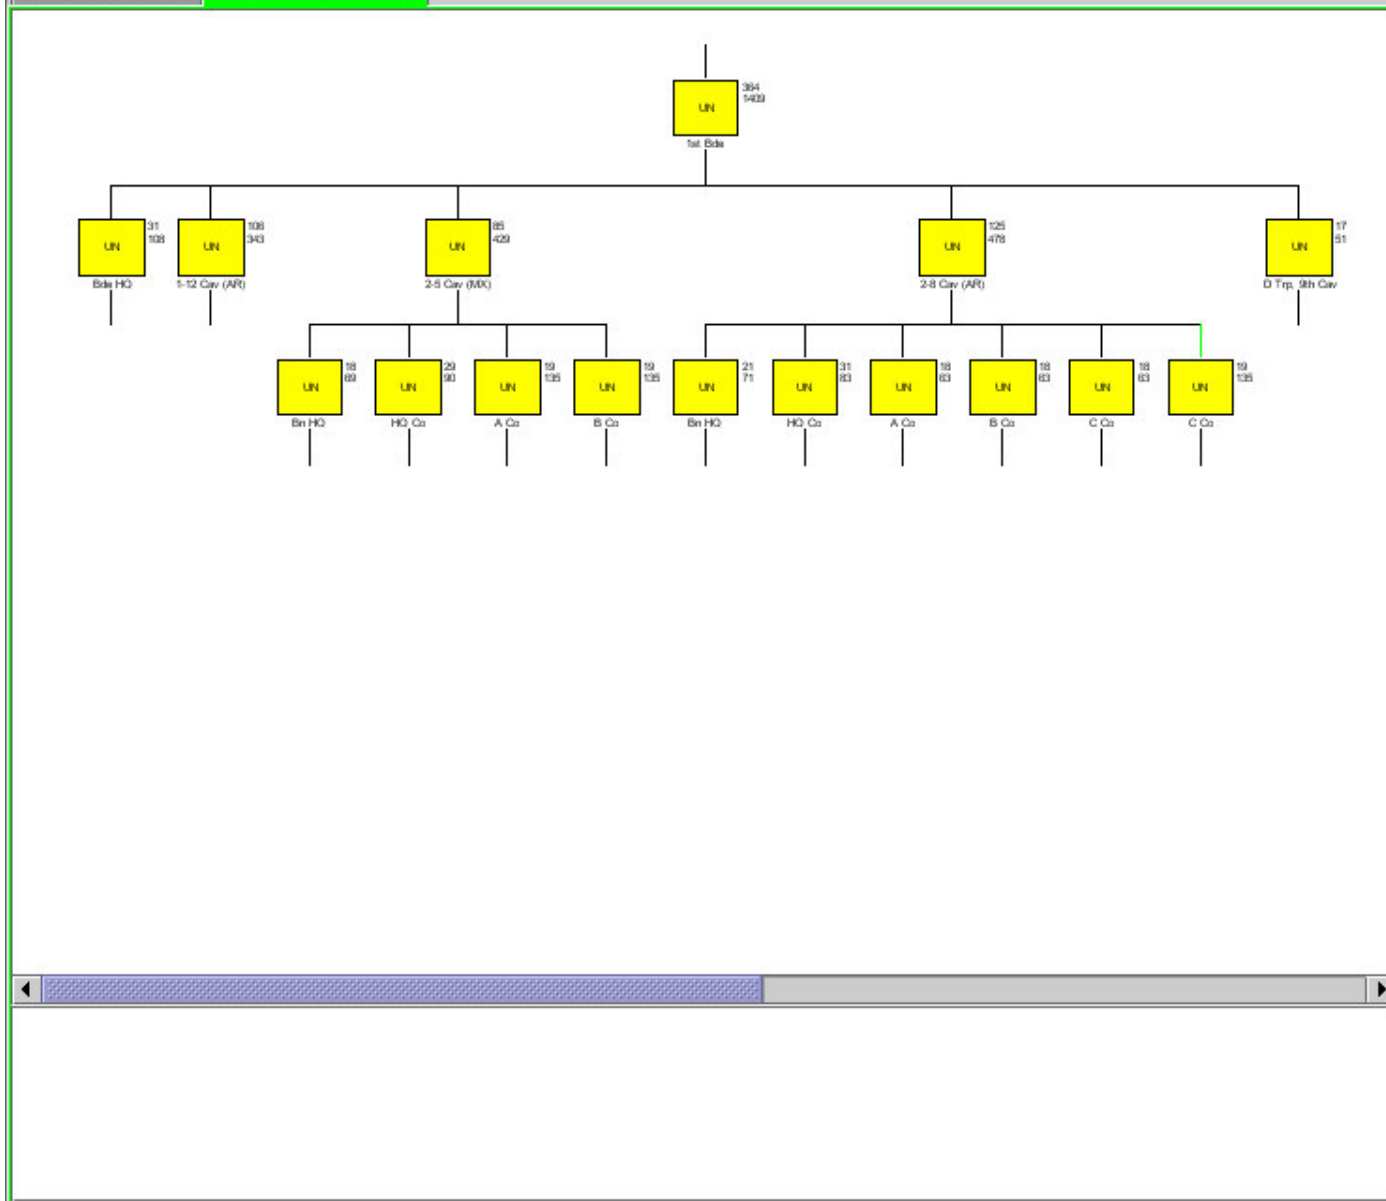 UN
364
1409
1st Bde
UN
31
108
Bde HQ
UN
106
343
1-12 Cav (AR)
UN
85
429
2-5 Cav (MX)
UN
125
478
2-8 Cav (AR)
UN
17
51
D Trp, 9th Cav
UN
18
69
Bn HQ
UN
29
90
HQ Co
UN
19
135
A Co
UN
19
135
B Co
UN
21
71
Bn HQ
UN
31
83
HQ Co
UN
18
63
A Co
UN
18
63
B Co
UN
18
63
C Co
UN
19
135
C Co